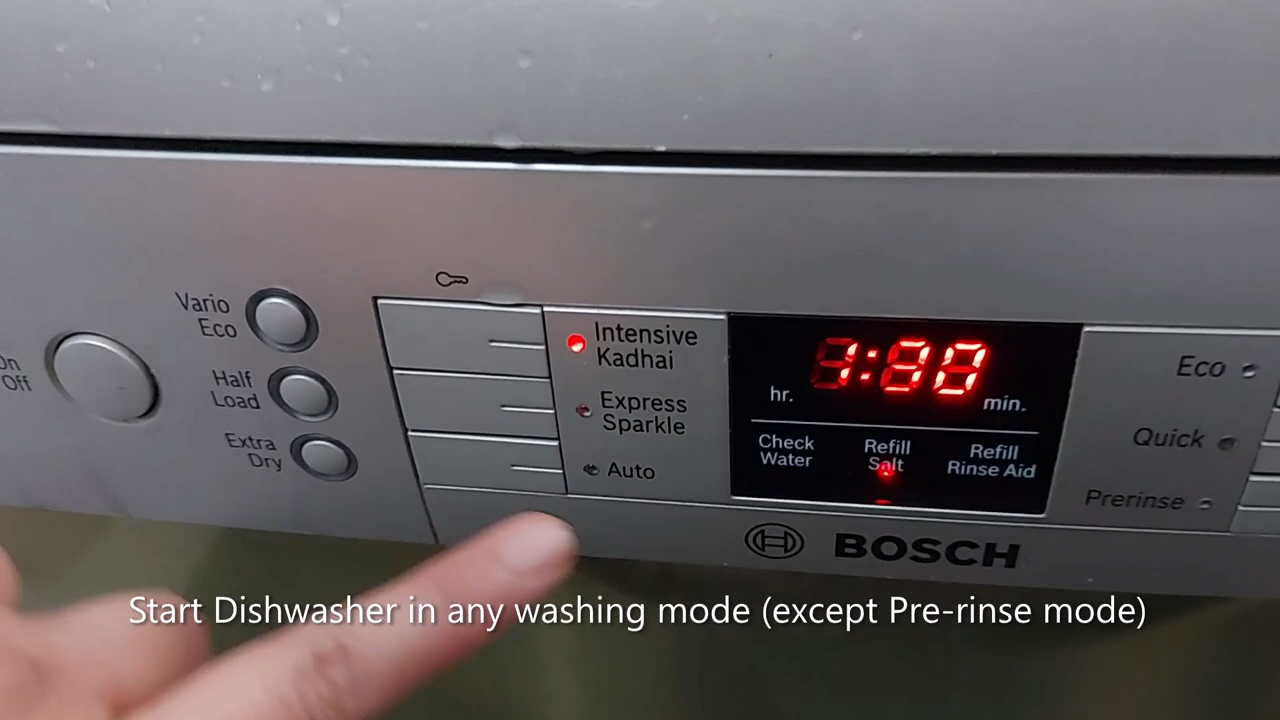 On
Off
Vario
Eco
Half
Load
Extra
Dry
Intensive
Kadhai
Express
Sparkle
Auto
hr.
min.
Check
Water
Refill
Salt
Refill
Rinse Aid
Eco
Quick
Prerinse
BOSCH
Start Dishwasher in any washing mode (except Pre-rinse mode)